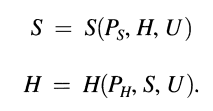 S = S(P_S, H, U)
H = H(P_H, S, U).